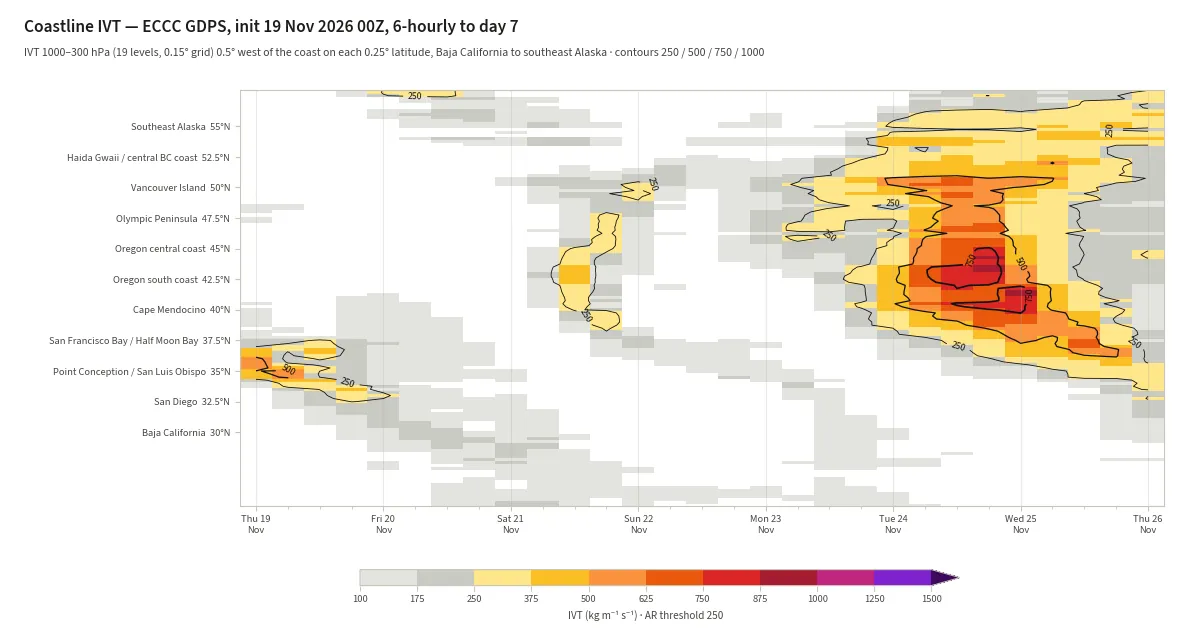 Coastline IVT — ECCC GDPS, init 19 Nov 2026 00Z, 6-hourly to day 7
IVT 1000–300 hPa (19 levels, 0.15° grid) 0.5° west of the coast on each 0.25° latitude, Baja California to southeast Alaska · contours 250 / 500 / 750 / 1000
250
Southeast Alaska 55°N
250
Haida Gwaii / central BC coast 52.5°N
Vancouver Island 50°N
250
250
Olympic Peninsula 47.5°N
250
Oregon central coast 45°N
750
500
Oregon south coast 42.5°N
750
Cape Mendocino 40°N
250
San Francisco Bay / Half Moon Bay 37.5°N
250
250
Point Conception / San Luis Obispo 35°N
500
250
San Diego 32.5°N
Baja California 30°N
Thu 19 Nov
Fri 20 Nov
Sat 21 Nov
Sun 22 Nov
Mon 23 Nov
Tue 24 Nov
Wed 25 Nov
Thu 26 Nov
100 175 250 375 500 625 750 875 1000 1250 1500
IVT (kg m⁻¹ s⁻¹) · AR threshold 250